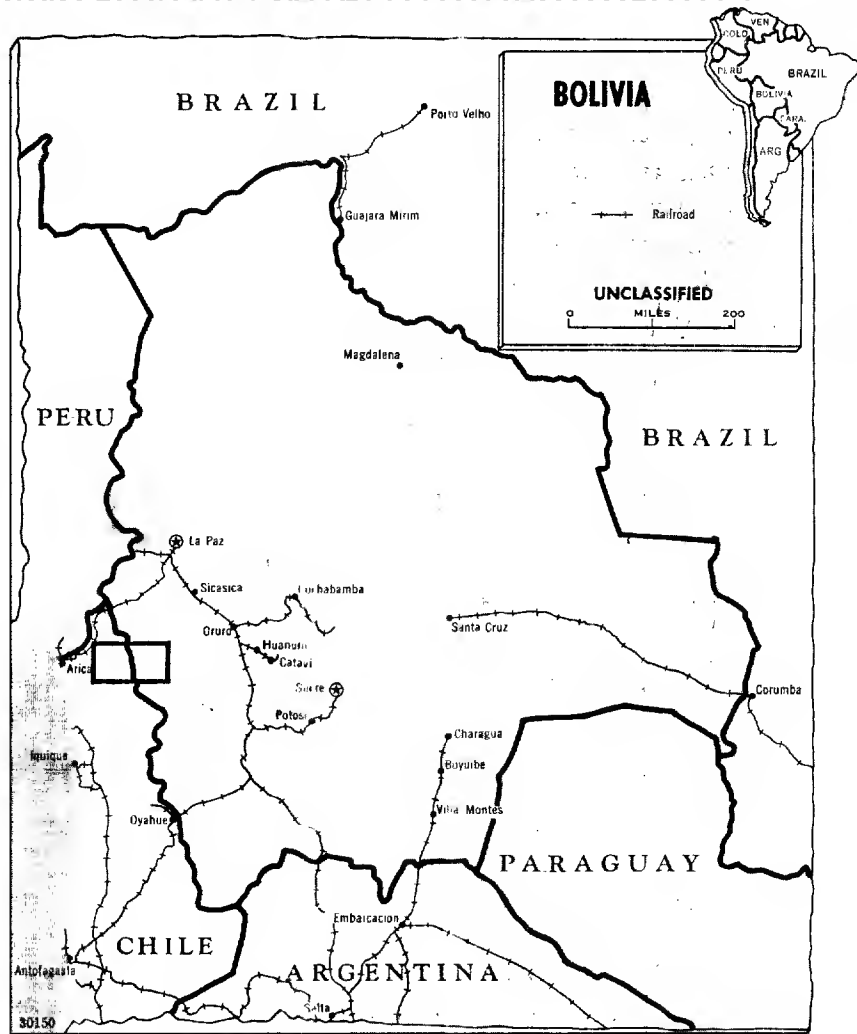 VEN
COLO
PERU
BRAZIL
BOLIVIA
PARA.
ARG
BOLIVIA
Railroad
UNCLASSIFIED
0 MILES 200
BRAZIL
Porto Velho
Guajara Mirim
Magdalena
PERU
BRAZIL
La Paz
Sicasica
Cochabamba
Oruro
Huanuni
Catavi
Santa Cruz
Arica
Sucre
Potosi
Corumba
Charagua
Iquique
Boyuibe
Oyahue
Villa Montes
PARAGUAY
Embarcacion
CHILE
Antofagasta
ARGENTINA
Salta
30150